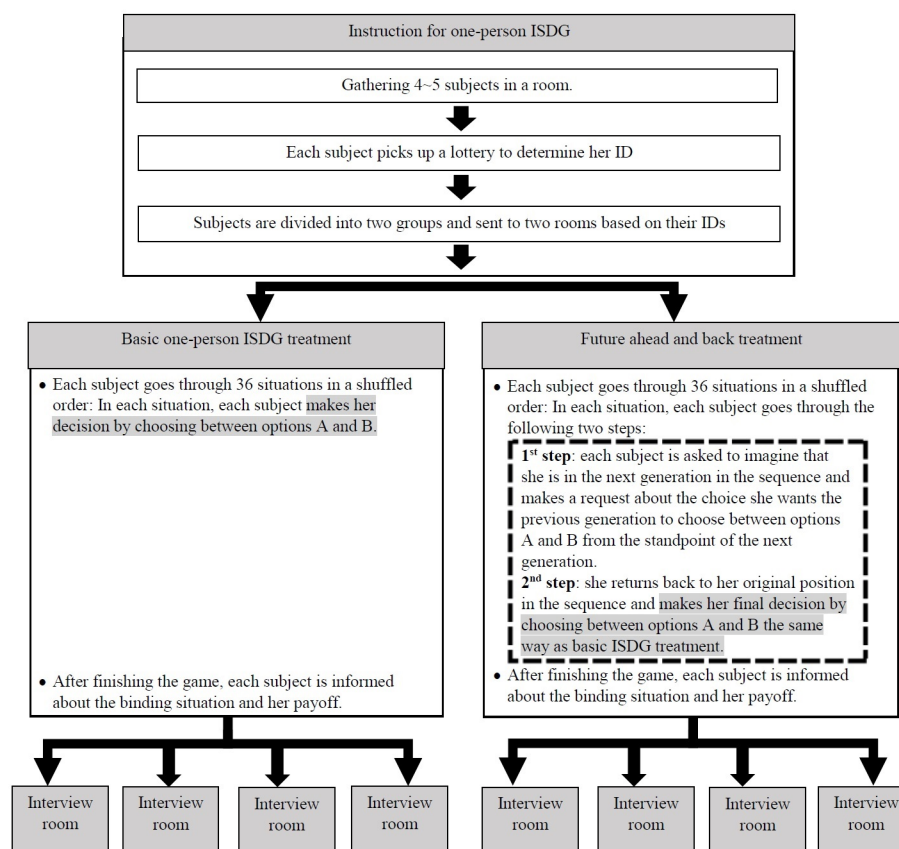 Instruction for one-person ISDG
Gathering 4~5 subjects in a room.
Each subject picks up a lottery to determine her ID
Subjects are divided into two groups and sent to two rooms based on their IDs
Basic one-person ISDG treatment
• Each subject goes through 36 situations in a shuffled
order: In each situation, each subject makes her
decision by choosing between options A and B.
• After finishing the game, each subject is informed
about the binding situation and her payoff.
Future ahead and back treatment
• Each subject goes through 36 situations in a shuffled
order: In each situation, each subject goes through the
following two steps:
1st step: each subject is asked to imagine that
she is in the next generation in the sequence and
makes a request about the choice she wants the
previous generation to choose between options
A and B from the standpoint of the next
generation.
2nd step: she returns back to her original position
in the sequence and makes her final decision by
choosing between options A and B the same
way as basic ISDG treatment.
• After finishing the game, each subject is informed
about the binding situation and her payoff.
Interview
room
Interview
room
Interview
room
Interview
room
Interview
room
Interview
room
Interview
room
Interview
room